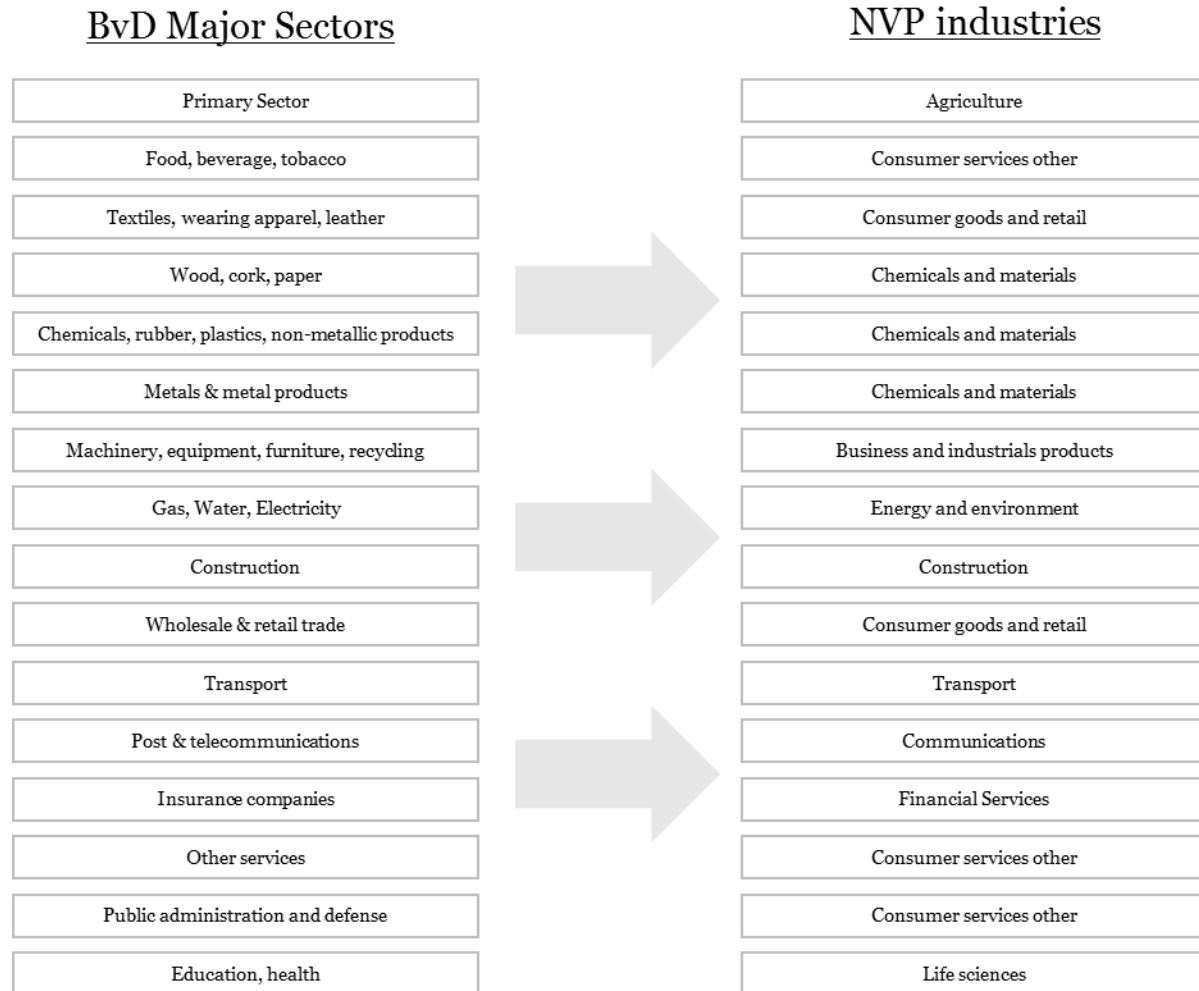 BvD Major Sectors
NVP industries
Primary Sector
Agriculture
Food, beverage, tobacco
Consumer services other
Textiles, wearing apparel, leather
Consumer goods and retail
Wood, cork, paper
Chemicals and materials
Chemicals, rubber, plastics, non-metallic products
Chemicals and materials
Metals & metal products
Chemicals and materials
Machinery, equipment, furniture, recycling
Business and industrials products
Gas, Water, Electricity
Energy and environment
Construction
Construction
Wholesale & retail trade
Consumer goods and retail
Transport
Transport
Post & telecommunications
Communications
Insurance companies
Financial Services
Other services
Consumer services other
Public administration and defense
Consumer services other
Education, health
Life sciences